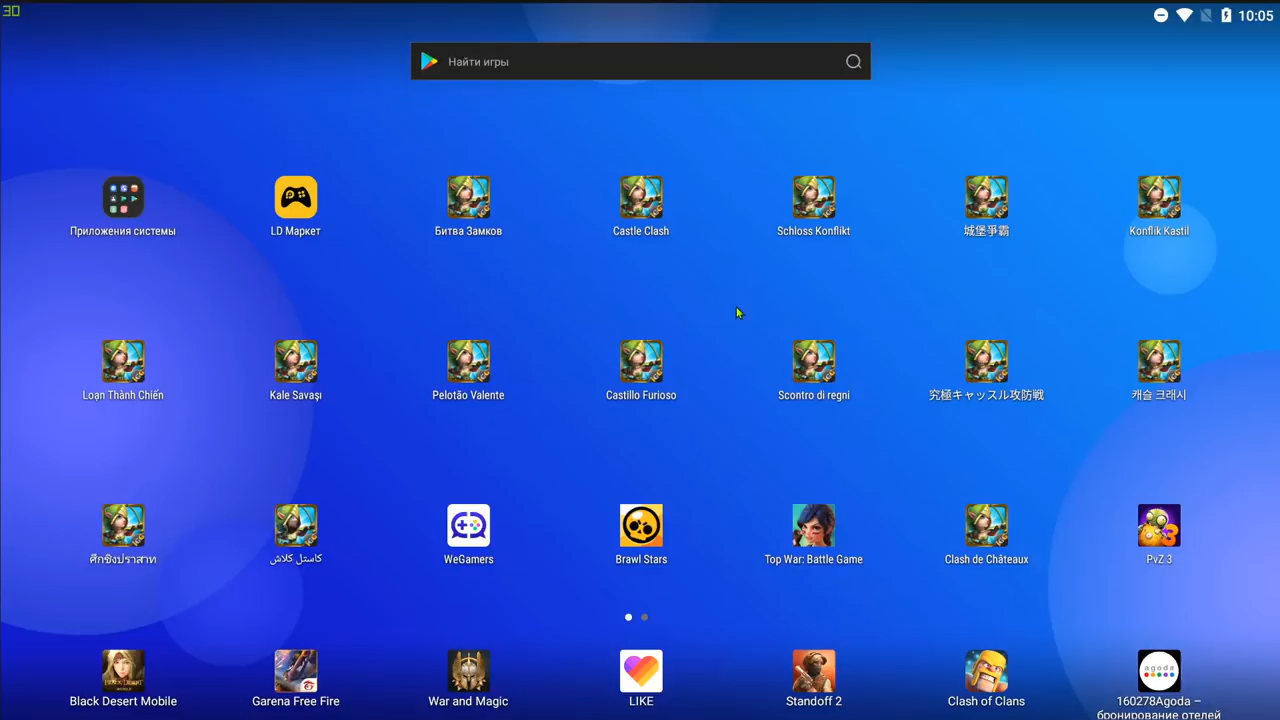 30
10:05
Найти игры
Приложения системы
LD Маркет
Битва Замков
Castle Clash
Schloss Konflikt
城堡爭霸
Konflik Kastil
Loạn Thành Chiến
Kale Savaşı
Pelotão Valente
Castillo Furioso
Scontro di regni
究極キャッスル攻防戦
캐슬 크래시
ศึกชิงปราสาท
كاستل كلاش
WeGamers
Brawl Stars
Top War: Battle Game
Clash de Châteaux
PvZ 3
Black Desert Mobile
Garena Free Fire
War and Magic
LIKE
Standoff 2
Clash of Clans
agoda
160278Agoda –
бронирование отелей